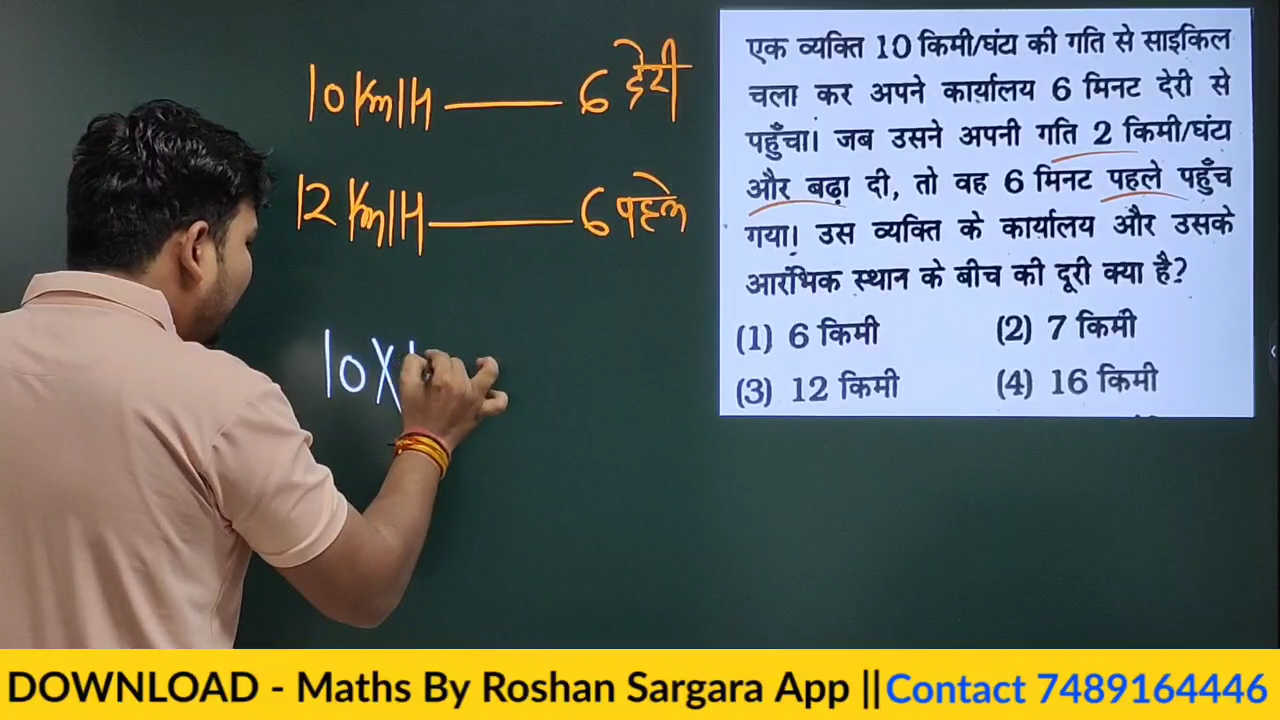 10 Km/H — 6 देरी
12 Km/H — 6 पहले
10X
एक व्यक्ति 10 किमी/घंटा की गति से साइकिल
चला कर अपने कार्यालय 6 मिनट देरी से
पहुँचा। जब उसने अपनी गति 2 किमी/घंटा
और बढ़ा दी, तो वह 6 मिनट पहले पहुँच
गया। उस व्यक्ति के कार्यालय और उसके
आरंभिक स्थान के बीच की दूरी क्या है?
(1) 6 किमी (2) 7 किमी
(3) 12 किमी (4) 16 किमी
DOWNLOAD - Maths By Roshan Sargara App || Contact 7489164446